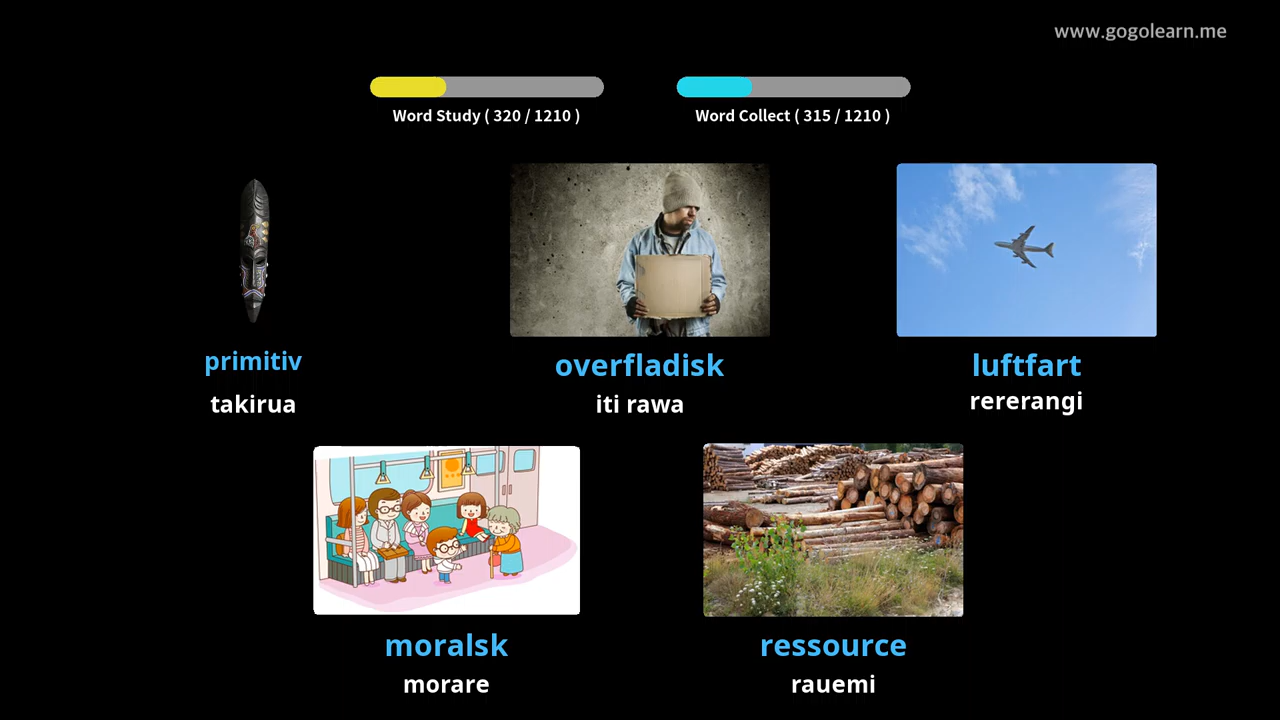 www.gogolearn.me
Word Study ( 320 / 1210 )
Word Collect ( 315 / 1210 )
primitiv
takirua
overfladisk
iti rawa
luftfart
rererangi
moralsk
morare
ressource
rauemi